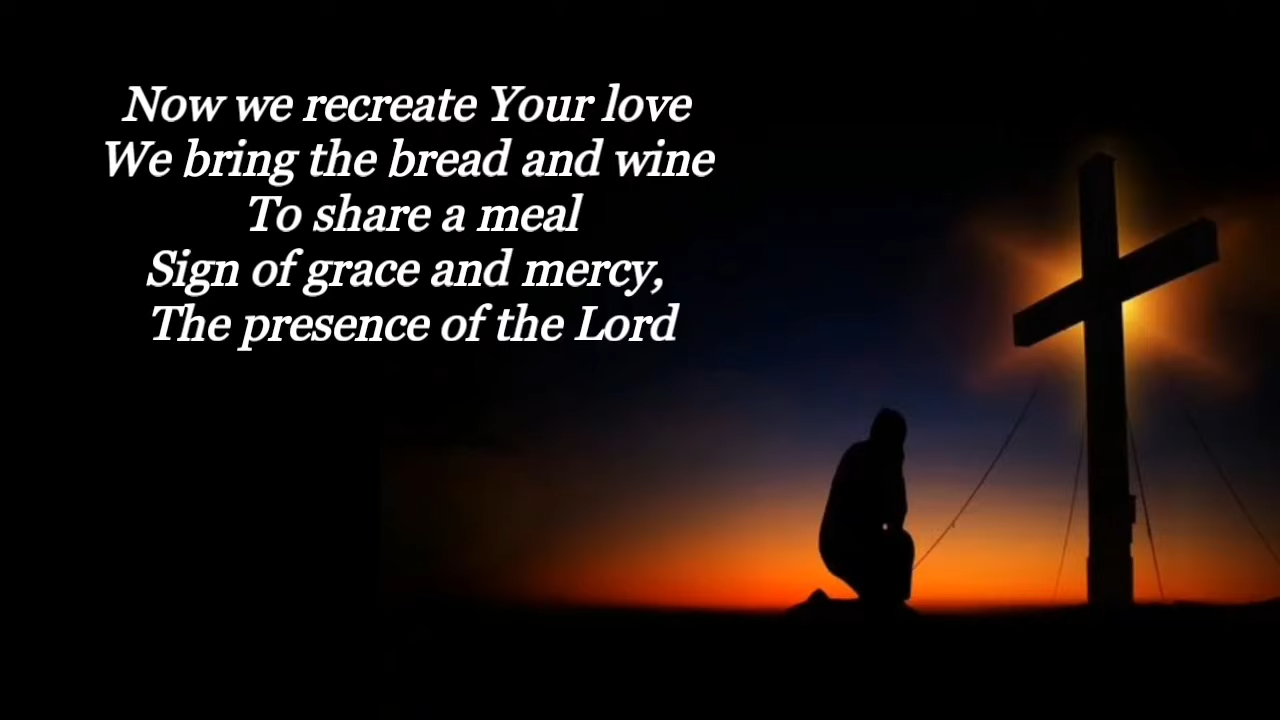 Now we recreate Your love
We bring the bread and wine
To share a meal
Sign of grace and mercy,
The presence of the Lord